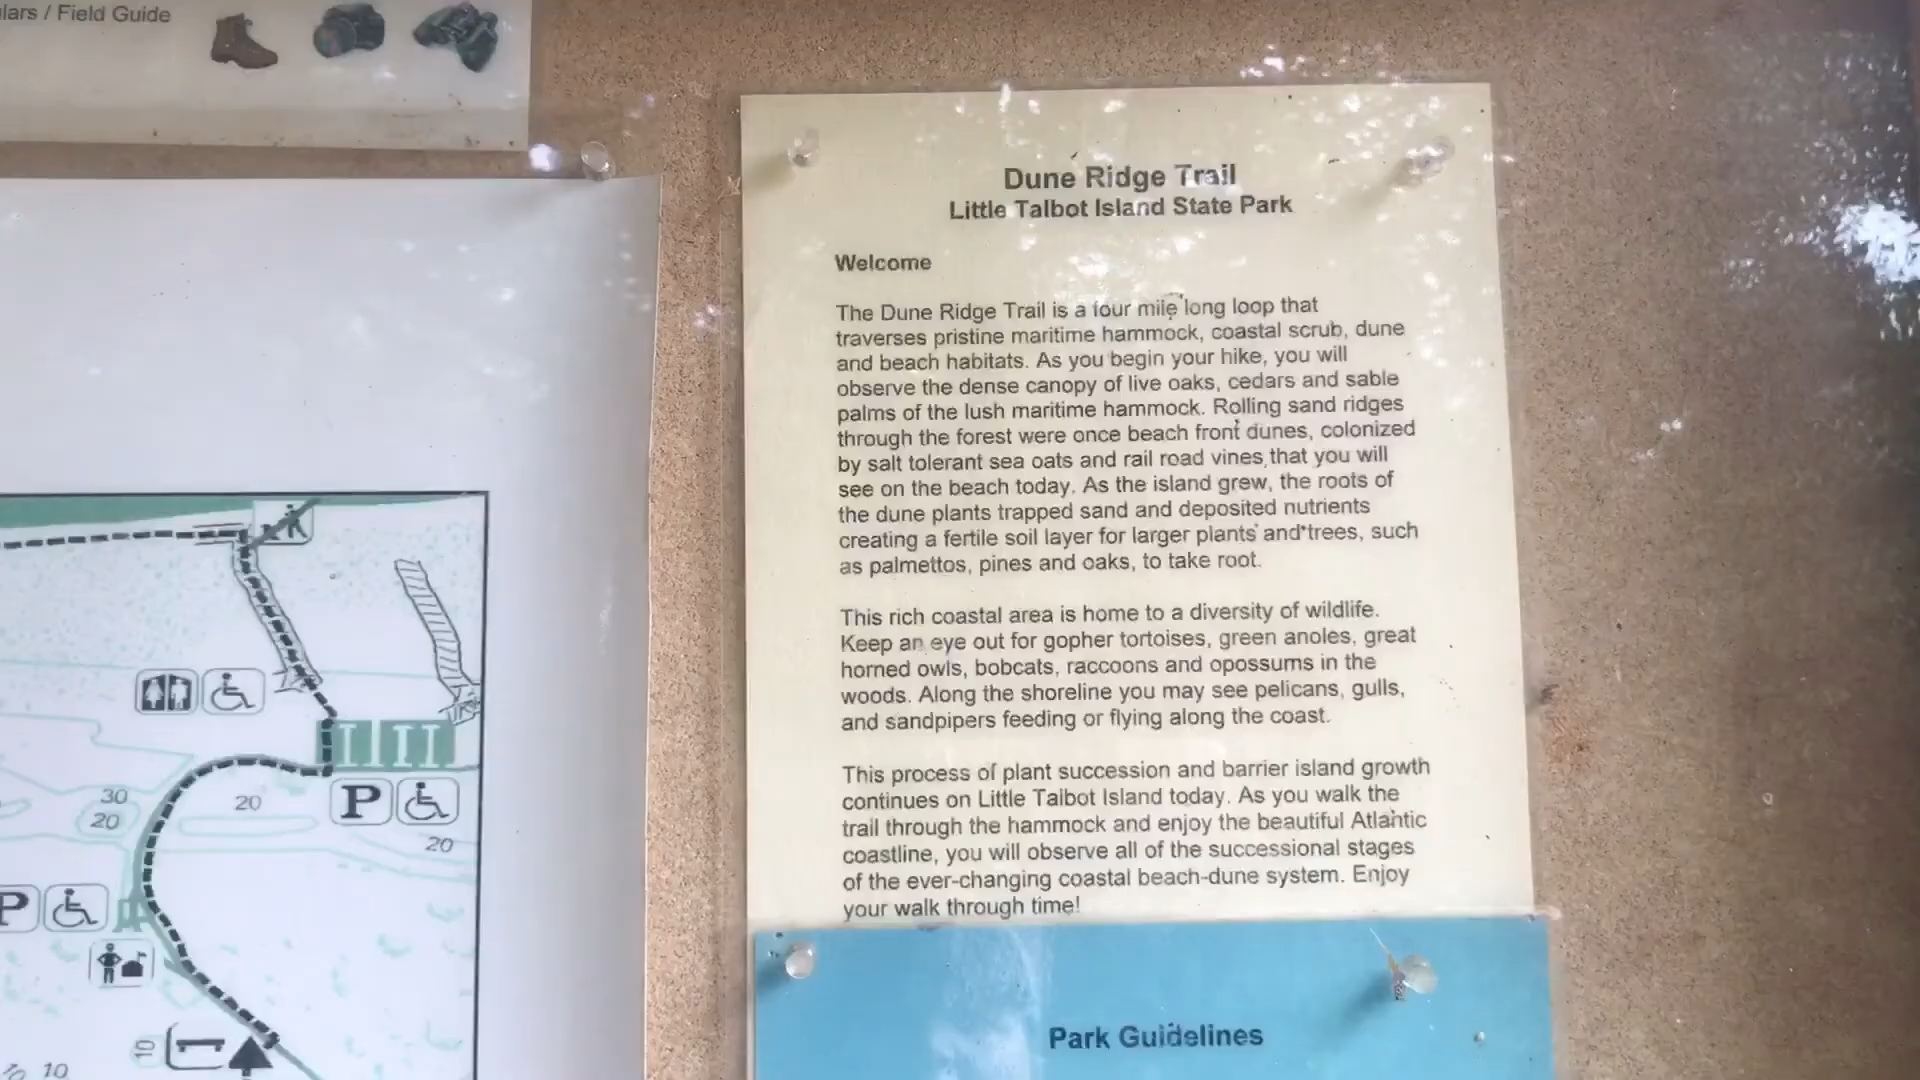 lars / Field Guide
Dune Ridge Trail
Little Talbot Island State Park
Welcome
The Dune Ridge Trail is a four mile long loop that
traverses pristine maritime hammock, coastal scrub, dune
and beach habitats. As you begin your hike, you will
observe the dense canopy of live oaks, cedars and sable
palms of the lush maritime hammock. Rolling sand ridges
through the forest were once beach front dunes, colonized
by salt tolerant sea oats and rail road vines that you will
see on the beach today. As the island grew, the roots of
the dune plants trapped sand and deposited nutrients
creating a fertile soil layer for larger plants and trees, such
as palmettos, pines and oaks, to take root.
This rich coastal area is home to a diversity of wildlife.
Keep an eye out for gopher tortoises, green anoles, great
horned owls, bobcats, raccoons and opossums in the
woods. Along the shoreline you may see pelicans, gulls,
and sandpipers feeding or flying along the coast.
This process of plant succession and barrier island growth
continues on Little Talbot Island today. As you walk the
trail through the hammock and enjoy the beautiful Atlantic
coastline, you will observe all of the successional stages
of the ever-changing coastal beach-dune system. Enjoy
your walk through time!
Park Guidelines
P
30
20
20
20
P
10
10